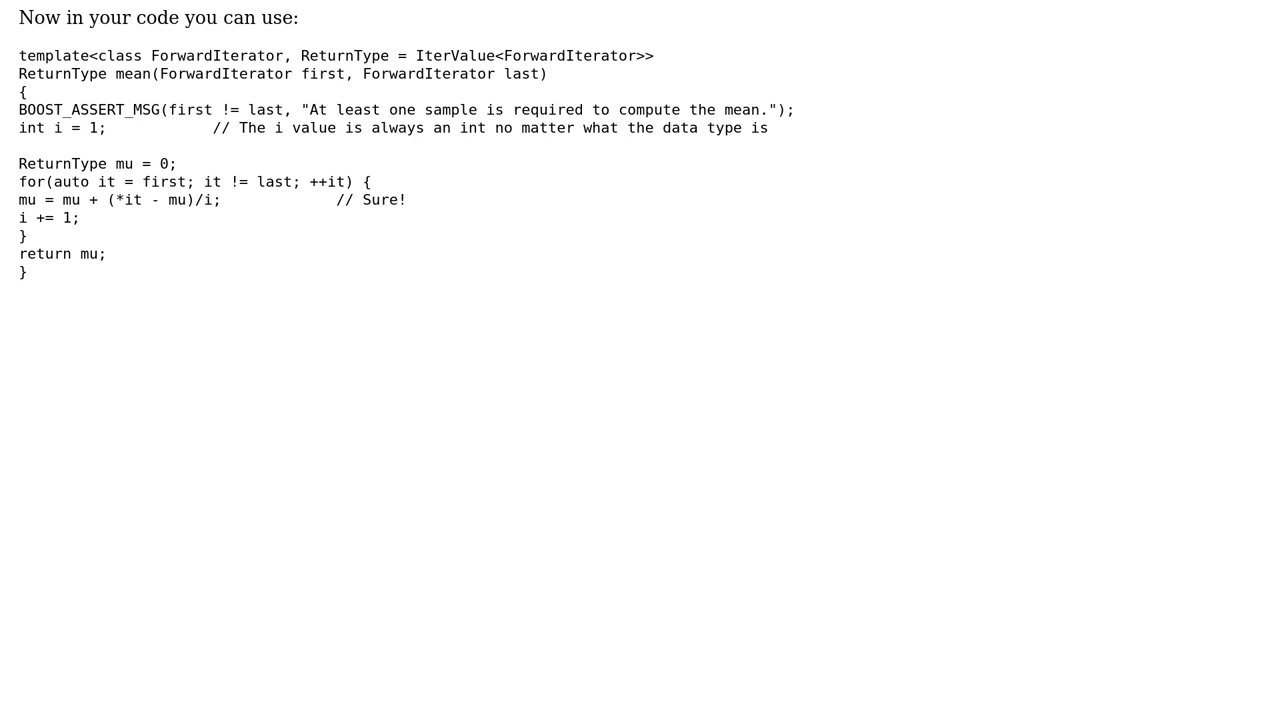 Now in your code you can use:
template<class ForwardIterator, ReturnType = IterValue<ForwardIterator>>
ReturnType mean(ForwardIterator first, ForwardIterator last)
{
BOOST_ASSERT_MSG(first != last, "At least one sample is required to compute the mean.");
int i = 1;            // The i value is always an int no matter what the data type is

ReturnType mu = 0;
for(auto it = first; it != last; ++it) {
mu = mu + (*it - mu)/i;             // Sure!
i += 1;
}
return mu;
}